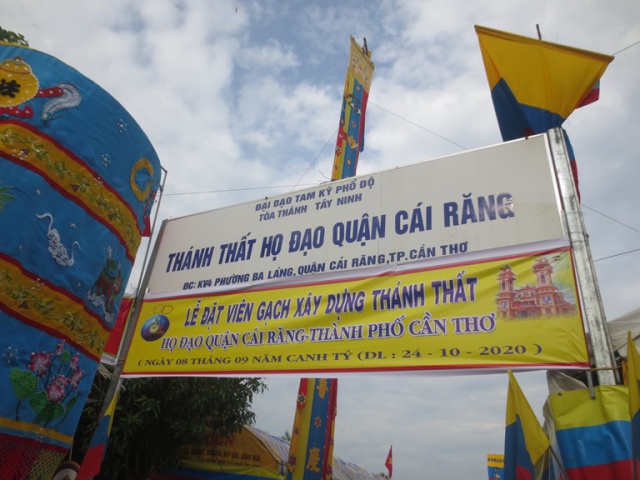 ĐẠI ĐẠO TAM KỲ PHỔ ĐỘ
TÒA THÁNH TÂY NINH
THÁNH THẤT HỌ ĐẠO QUẬN CÁI RĂNG
ĐC: KV4 PHƯỜNG BA LÁNG, QUẬN CÁI RĂNG,TP.CẦN THƠ
LỄ ĐẶT VIÊN GẠCH XÂY DỰNG THÁNH THẤT
HỌ ĐẠO QUẬN CÁI RĂNG-THÀNH PHỐ CẦN THƠ
( NGÀY 08 THÁNG 09 NĂM CANH TÝ (DL : 24 - 10 - 2020 )